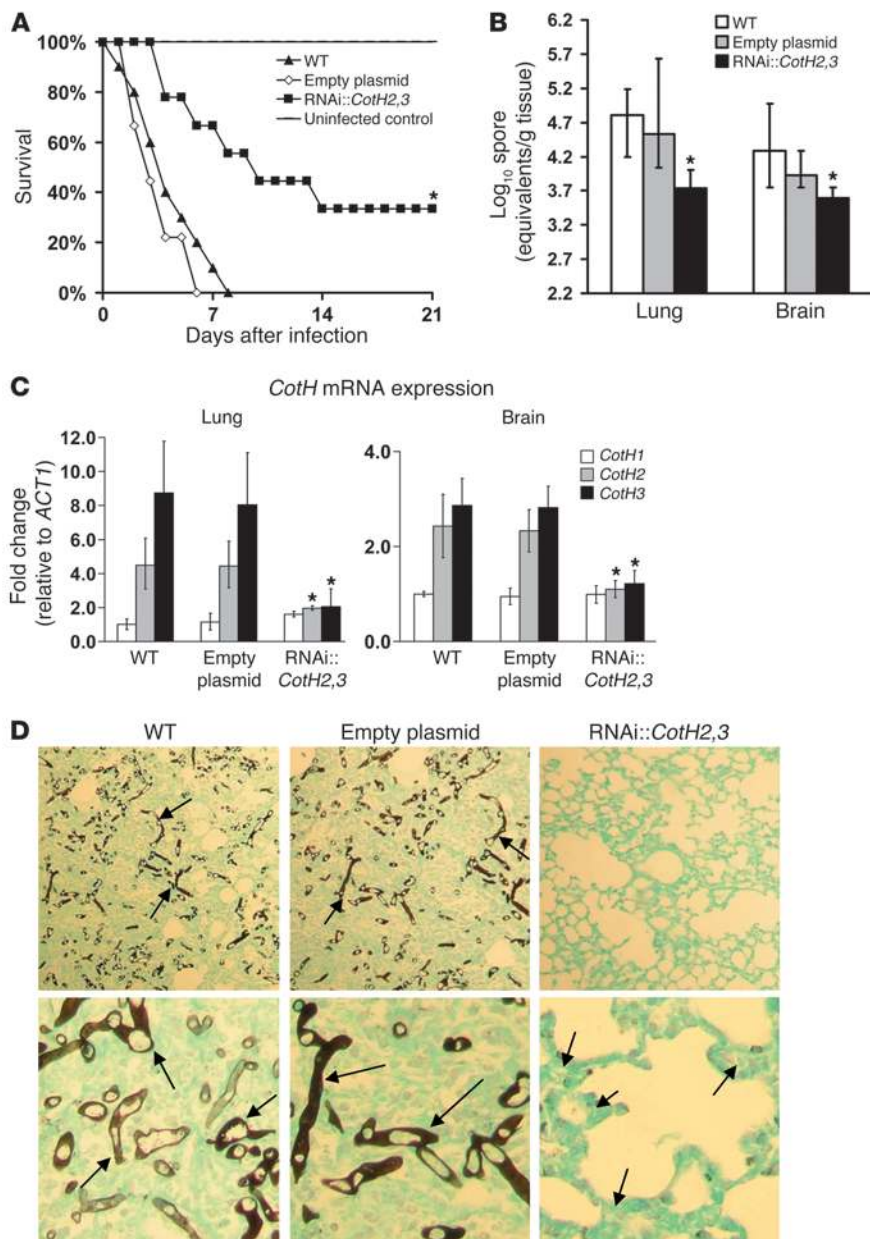 A
100%
80%
60%
40%
20%
0%
Survival
0
7
14
21
Days after infection
WT
Empty plasmid
RNAi::CotH2,3
Uninfected control
*
B
6.2
5.7
5.2
4.7
4.2
3.7
3.2
2.7
2.2
Log₁₀ spore
(equivalents/g tissue)
WT
Empty plasmid
RNAi::CotH2,3
*
*
Lung
Brain
C
CotH mRNA expression
Lung
Brain
Fold change
(relative to ACT1)
12.0
10.0
8.0
6.0
4.0
2.0
0.0
* *
WT
Empty
plasmid
RNAi::
CotH2,3
4.0
2.0
0.0
* *
CotH1
CotH2
CotH3
WT
Empty
plasmid
RNAi::
CotH2,3
D
WT
Empty plasmid
RNAi::CotH2,3